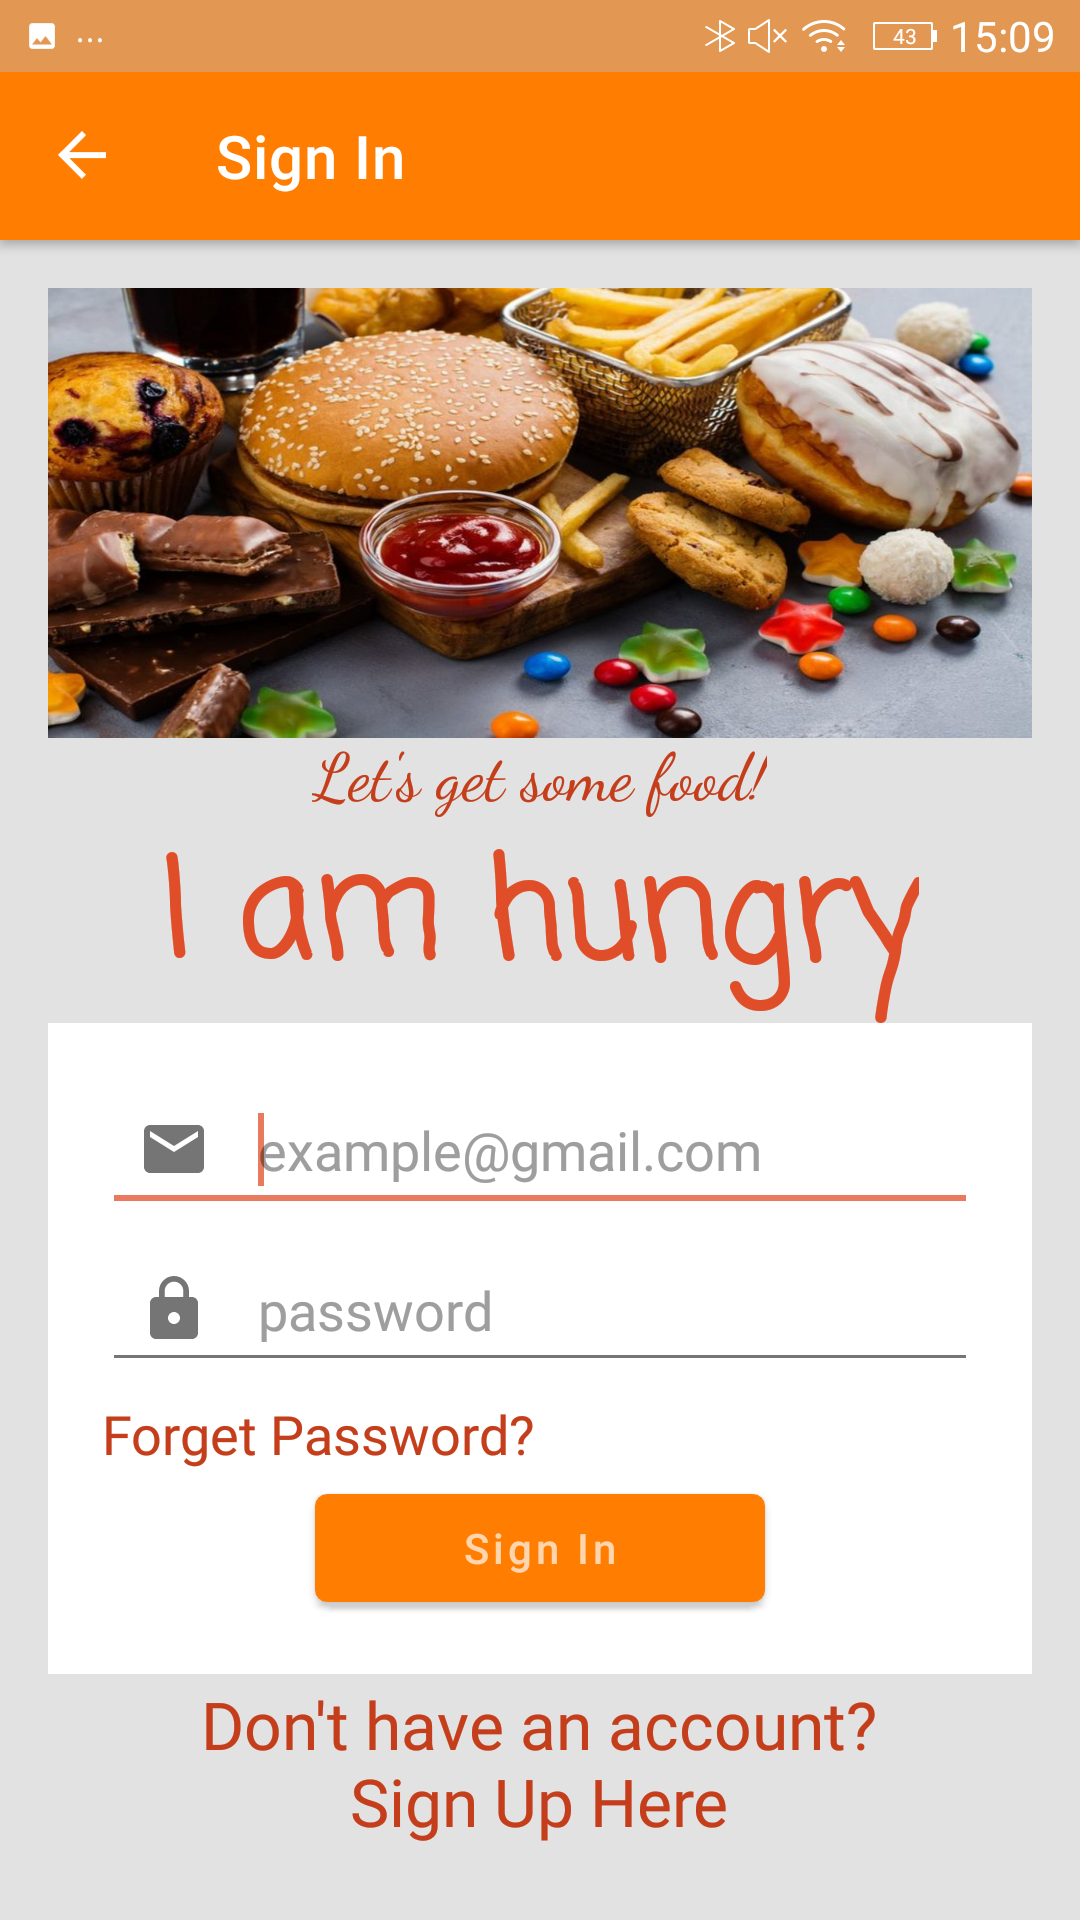 ... 43 15:09
Sign In
Let's get some food!
I am hungry
example@gmail.com
password
Forget Password?
Sign In
Don't have an account?
Sign Up Here